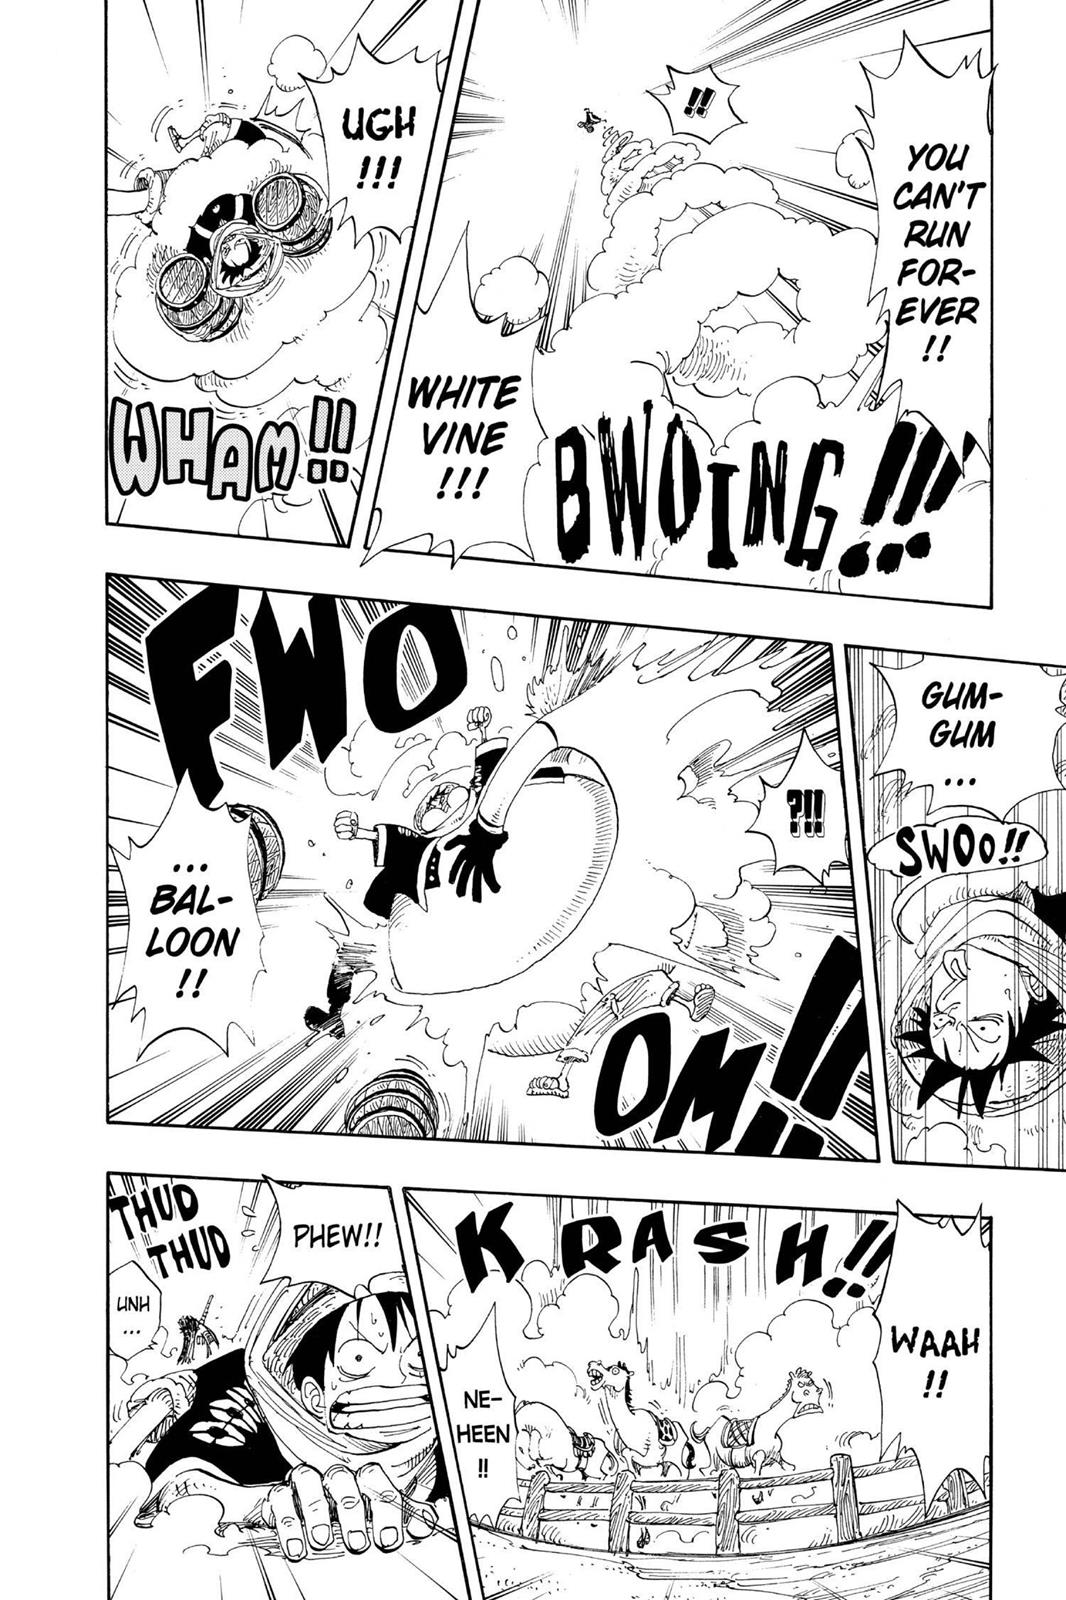 !!
YOU
CAN'T
RUN
FOR-
EVER
!!
WHITE
VINE
!!!
BWOING!!!
UGH
!!!
WHAM!!
GUM-
GUM
...
SWOO!!
FWO
?!!
...
BAL-
LOON
!!
OM!!!
KRASH!!
WAAH
!!
NE-
HEEN
!!
THUD
THUD
PHEW!!
UNH
...